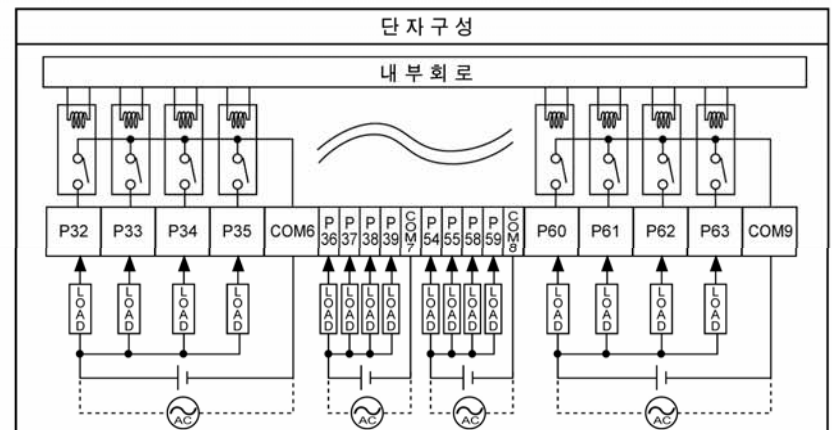 단 자 구 성
내 부 회 로
P32 P33 P34 P35 COM6 P36 P37 P38 P39 COM7 P54 P55 P58 P59 COM8 P60 P61 P62 P63 COM9
LOAD LOAD LOAD LOAD LOAD LOAD LOAD LOAD LOAD LOAD LOAD LOAD LOAD LOAD LOAD LOAD
AC AC AC AC